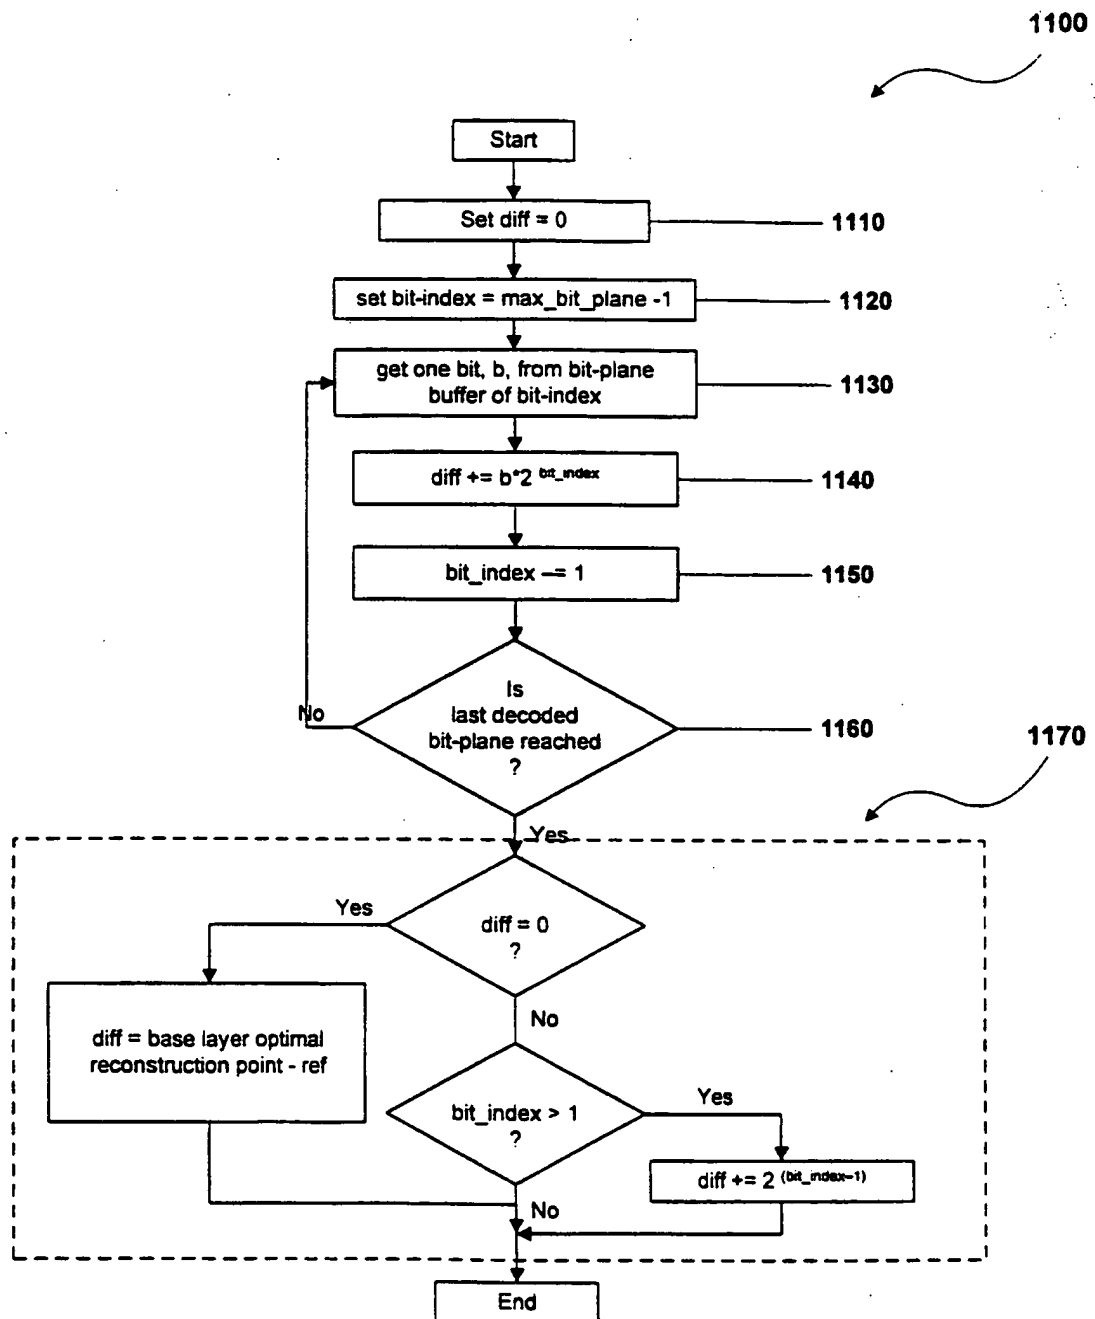 1100
Start
Set diff = 0
1110
set bit-index = max_bit_plane -1
1120
get one bit, b, from bit-plane
buffer of bit-index
1130
diff += b*2 bit_index
1140
bit_index -= 1
1150
Is
last decoded
bit-plane reached
?
1160
No
1170
Yes
diff = 0
?
Yes
diff = base layer optimal
reconstruction point - ref
No
bit_index > 1
?
Yes
diff += 2 (bit_index-1)
No
End